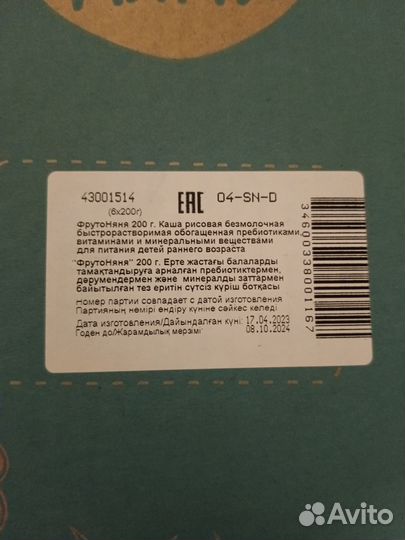 43001514
(6х200г)
EAC
04-SN-D
ФрутоНяня 200 г. Каша рисовая безмолочная
быстрорастворимая обогащенная пребиотиками,
витаминами и минеральными веществами
для питания детей раннего возраста
"ФрутоНяня" 200 г. Ерте жастағы балаларды
тамақтандыруға арналған пребиотиктермен,
дәрумендермен және минералды заттармен
байытылған тез еритін сүтсіз күріш ботқасы
Номер партии совпадает с датой изготовления
Партияның нөмірі өндіру күніне сәйкес келеді
Дата изготовления/Дайындалған күні: 17.04.2023
Годен до/Жарамдылық мерзімі: 08.10.2024
34600338001167
Avito